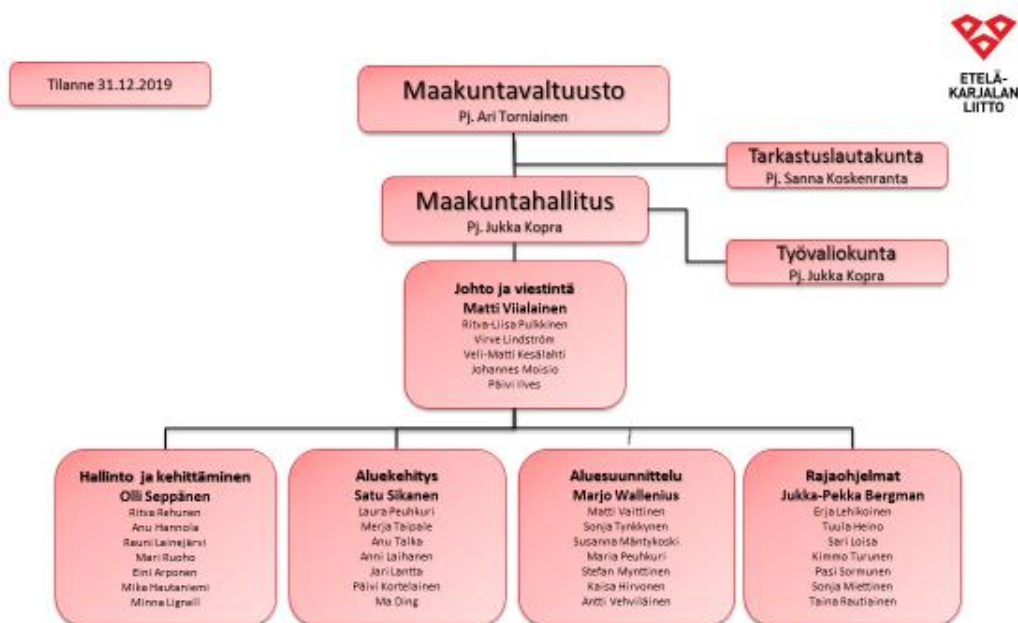 Tilanne 31.12.2019
ETELÄ-
KARJALAN
LIITTO
Maakuntavaltuusto
Pj. Ari Torniainen
Tarkastuslautakunta
Pj. Sanna Koskenranta
Maakuntahallitus
Pj. Jukka Kopra
Työvaliokunta
Pj. Jukka Kopra
Johto ja viestintä
Matti Viialainen
Ritva-Liisa Pulkkinen
Virve Lindström
Veli-Matti Kesälahti
Johannes Moisio
Päivi Ilves
Hallinto ja kehittäminen
Olli Seppänen
Ritva Rehunen
Anu Hannola
Rauni Lainejärvi
Mari Ruoho
Eini Arponen
Mika Hautaniemi
Minna Lignell
Aluekehitys
Satu Sikanen
Laura Peuhkuri
Merja Taipale
Anu Talka
Anni Laihanen
Jari Lantta
Päivi Kortelainen
Ma Ding
Aluesuunnittelu
Marjo Wallenius
Matti Vaittinen
Sonja Tynkkynen
Susanna Mäntykoski
Maria Peuhkuri
Stefan Mynttinen
Kaisa Hirvonen
Antti Vehviläinen
Rajaohjelmat
Jukka-Pekka Bergman
Erja Lehikoinen
Tuula Heino
Sari Loisa
Kimmo Turunen
Pasi Sormunen
Sonja Miettinen
Taina Rautiainen